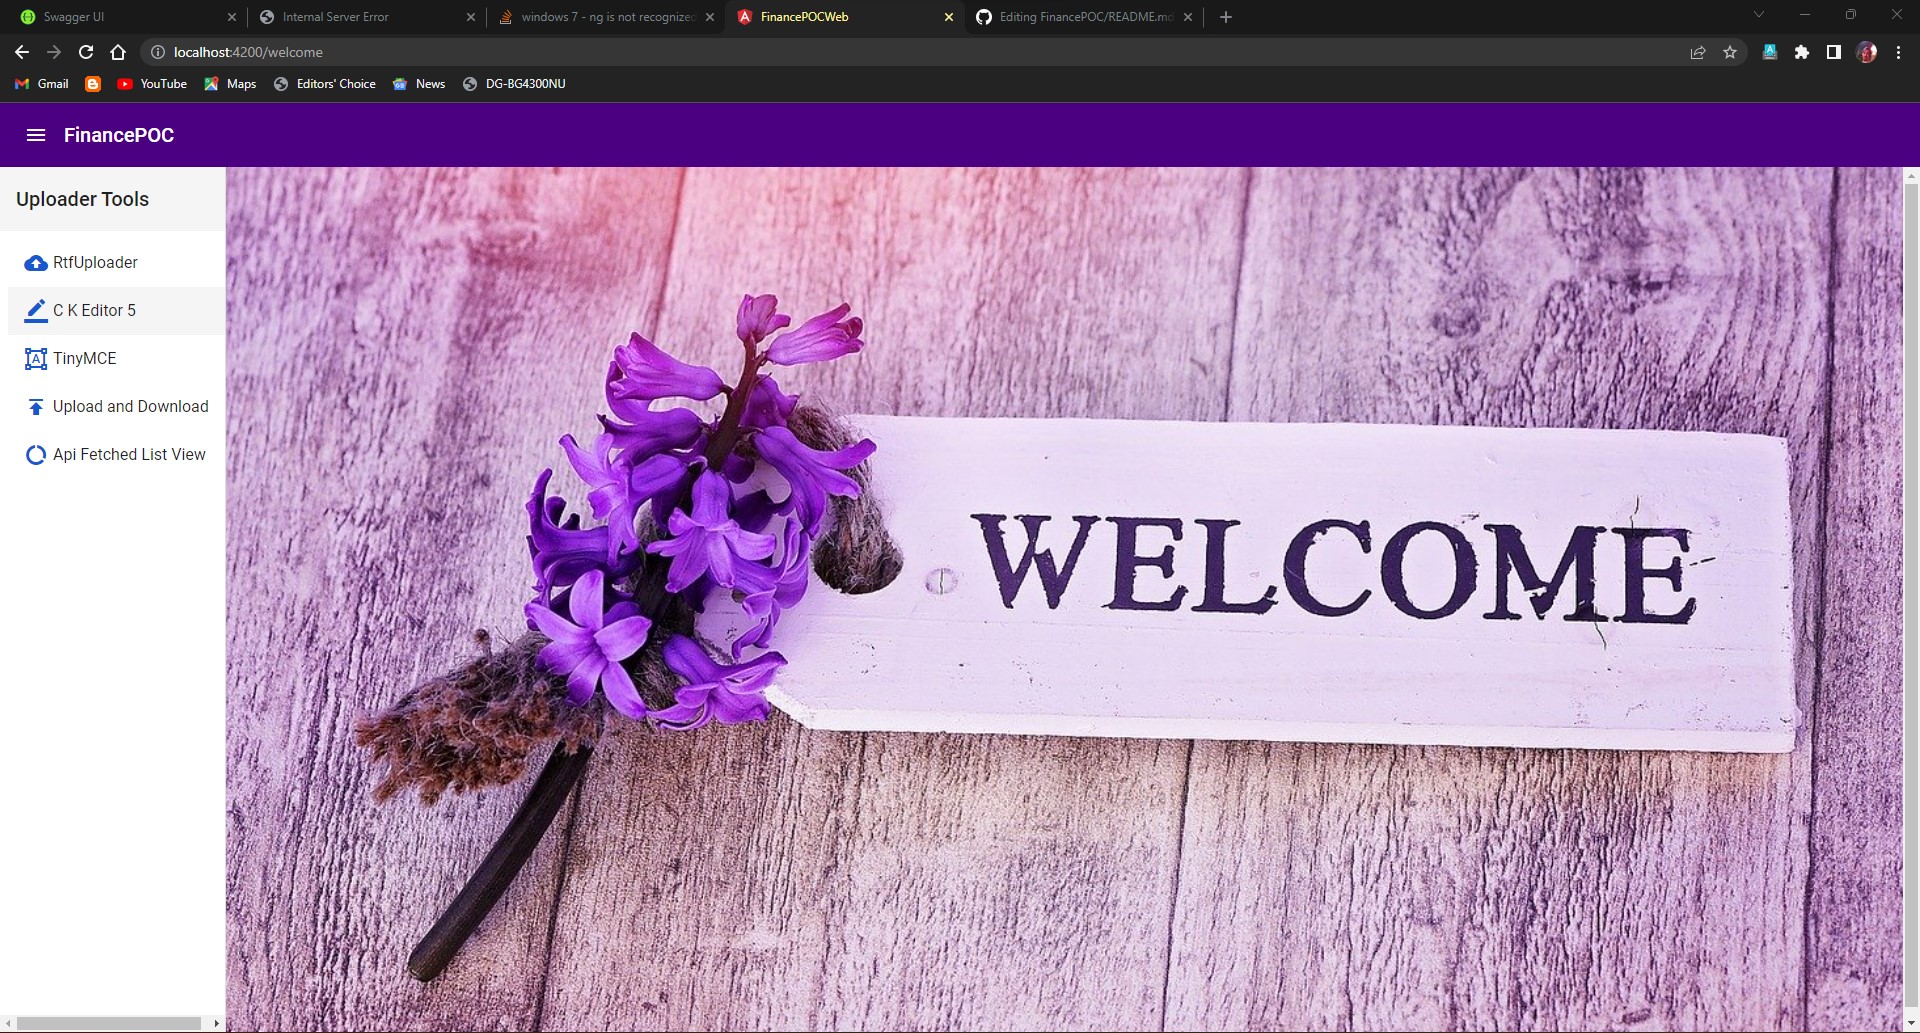 Swagger UI
Internal Server Error
windows 7 - ng is not recognized
FinancePOCWeb
Editing FinancePOC/README.md
localhost:4200/welcome
Gmail
YouTube
Maps
Editors' Choice
News
DG-BG4300NU
FinancePOC
Uploader Tools
RtfUploader
C K Editor 5
TinyMCE
Upload and Download
Api Fetched List View
WELCOME